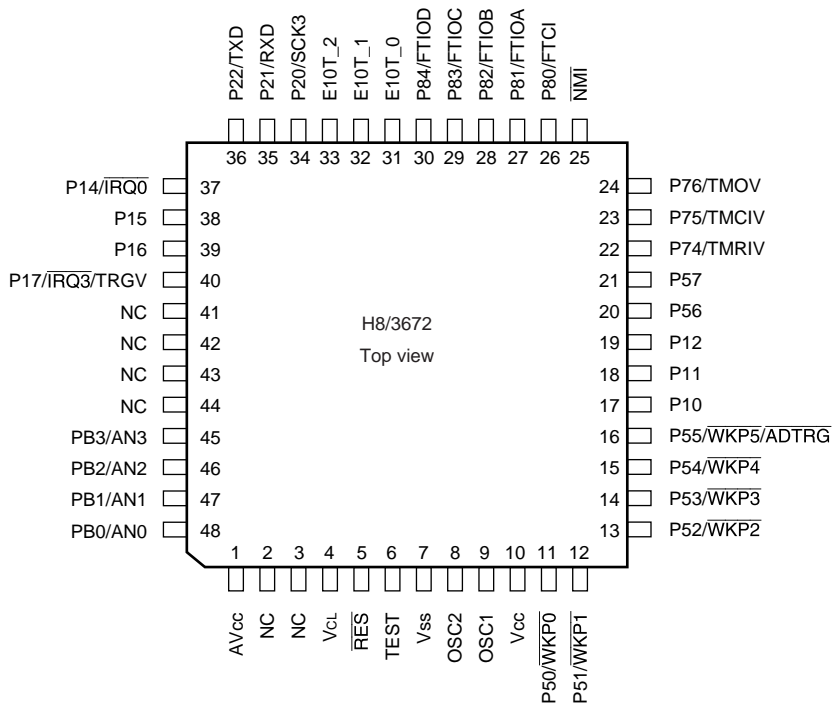 P22/TXD
P21/RXD
P20/SCK3
E10T_2
E10T_1
E10T_0
P84/FTIOD
P83/FTIOC
P82/FTIOB
P81/FTIOA
P80/FTCI
NMI
36 35 34 33 32 31 30 29 28 27 26 25
P14/IRQ0 37
P15 38
P16 39
P17/IRQ3/TRGV 40
NC 41
NC 42
NC 43
NC 44
PB3/AN3 45
PB2/AN2 46
PB1/AN1 47
PB0/AN0 48
H8/3672
Top view
24 P76/TMOV
23 P75/TMCIV
22 P74/TMRIV
21 P57
20 P56
19 P12
18 P11
17 P10
16 P55/WKP5/ADTRG
15 P54/WKP4
14 P53/WKP3
13 P52/WKP2
1 2 3 4 5 6 7 8 9 10 11 12
AVcc
NC
NC
VCL
RES
TEST
Vss
OSC2
OSC1
Vcc
P50/WKP0
P51/WKP1